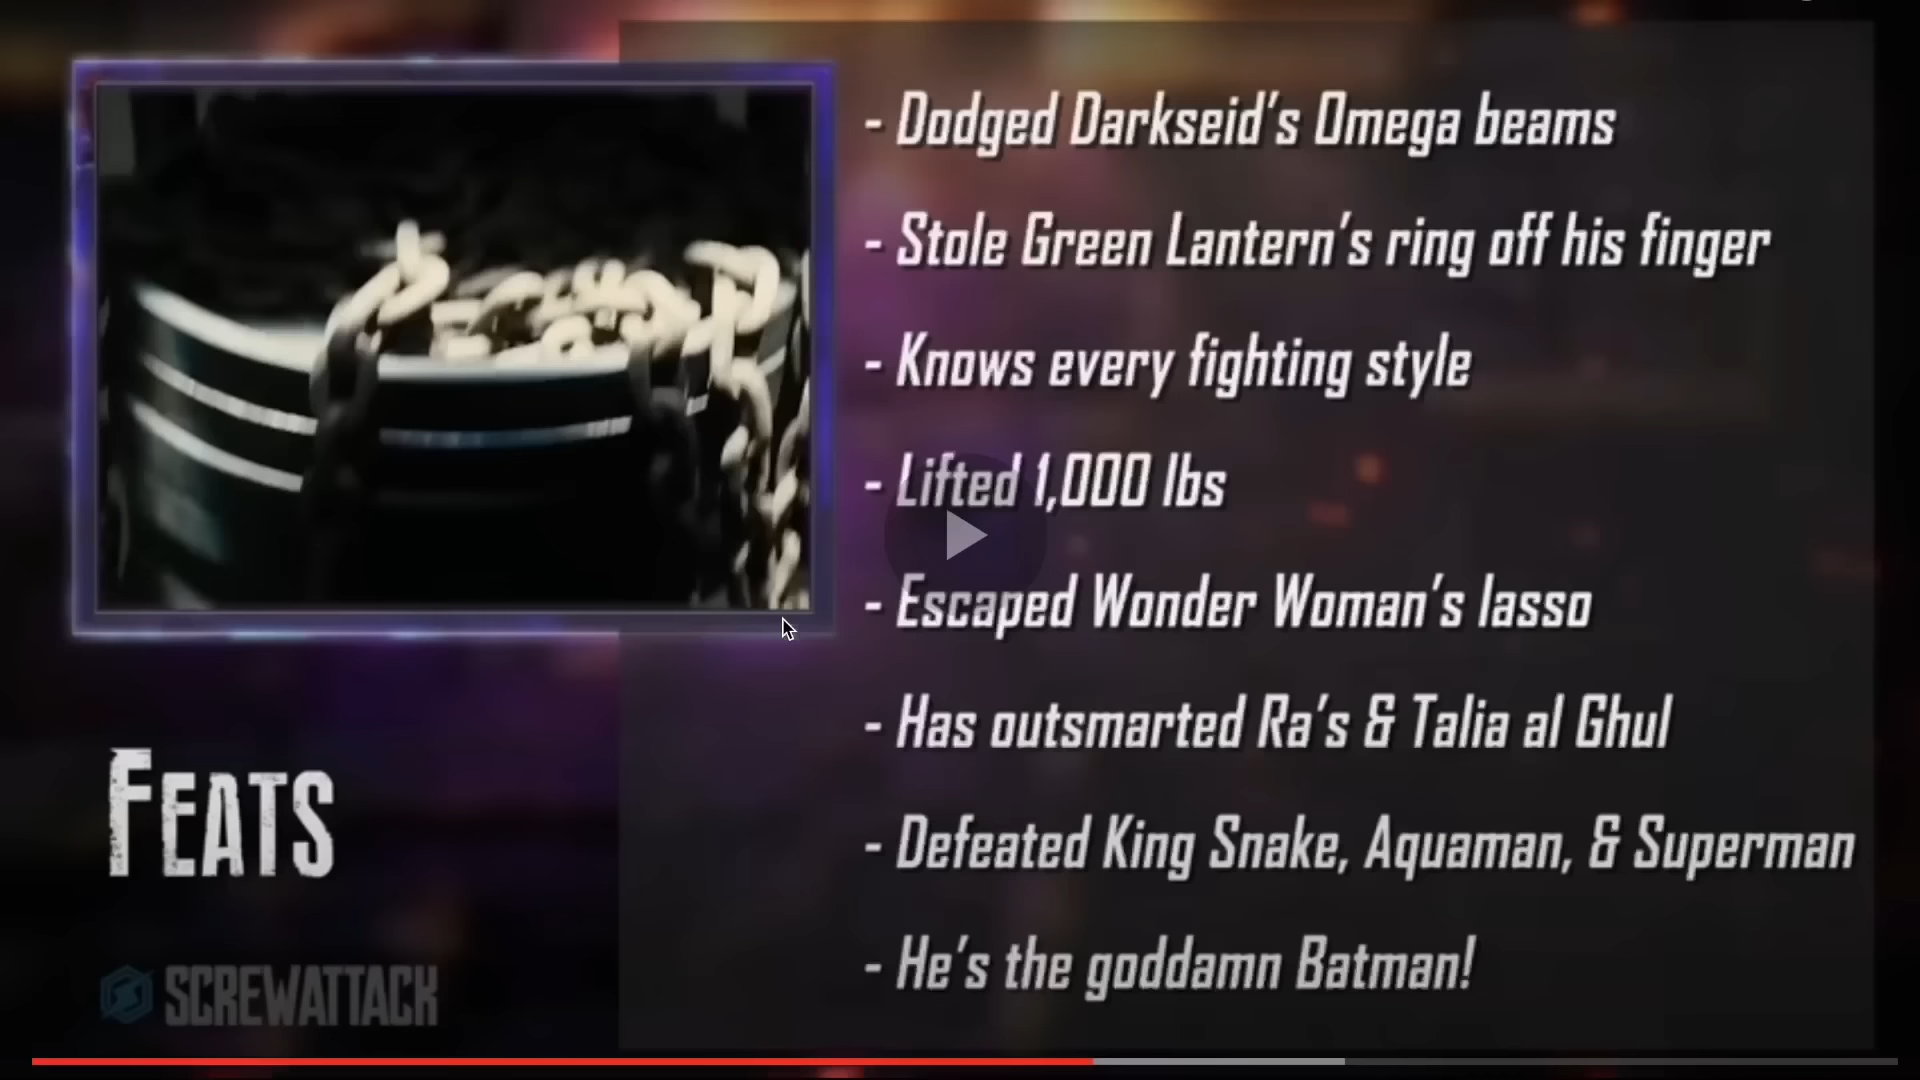 - Dodged Darkseid's Omega beams
- Stole Green Lantern's ring off his finger
- Knows every fighting style
- Lifted 1,000 lbs
- Escaped Wonder Woman's lasso
- Has outsmarted Ra's & Talia al Ghul
- Defeated King Snake, Aquaman, & Superman
- He's the goddamn Batman!
FEATS
SCREWATTACK